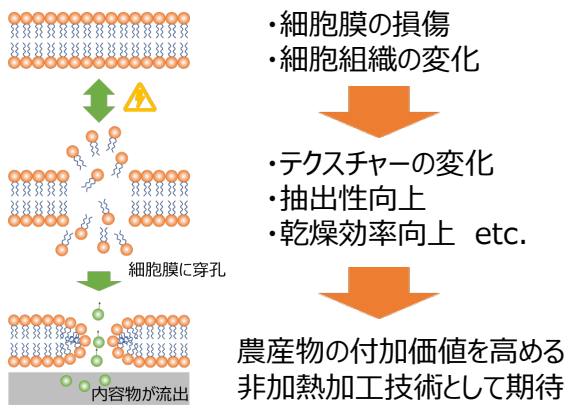 ・細胞膜の損傷
・細胞組織の変化
・テクスチャーの変化
・抽出性向上
・乾燥効率向上 etc.
細胞膜に穿孔
農産物の付加価値を高める
非加熱加工技術として期待
内容物が流出